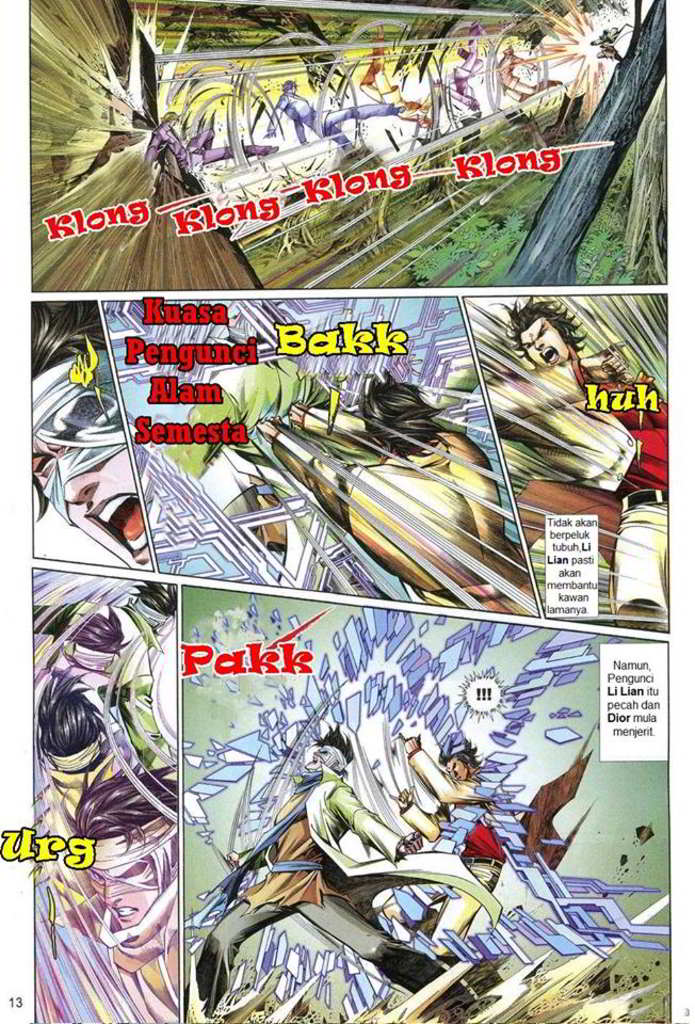 Klong
Klong
Klong
Klong
Kuasa
Pengunci
Alam
Semesta
Bakk
huh
Tidak akan
berpeluk
tubuh,Li
Lian pasti
akan
membantu
kawan
lamanya.
Urg
Pakk
!!!
Namun,
Pengunci
Li Lian itu
pecah dan
Dior mula
menjerit.
13
3